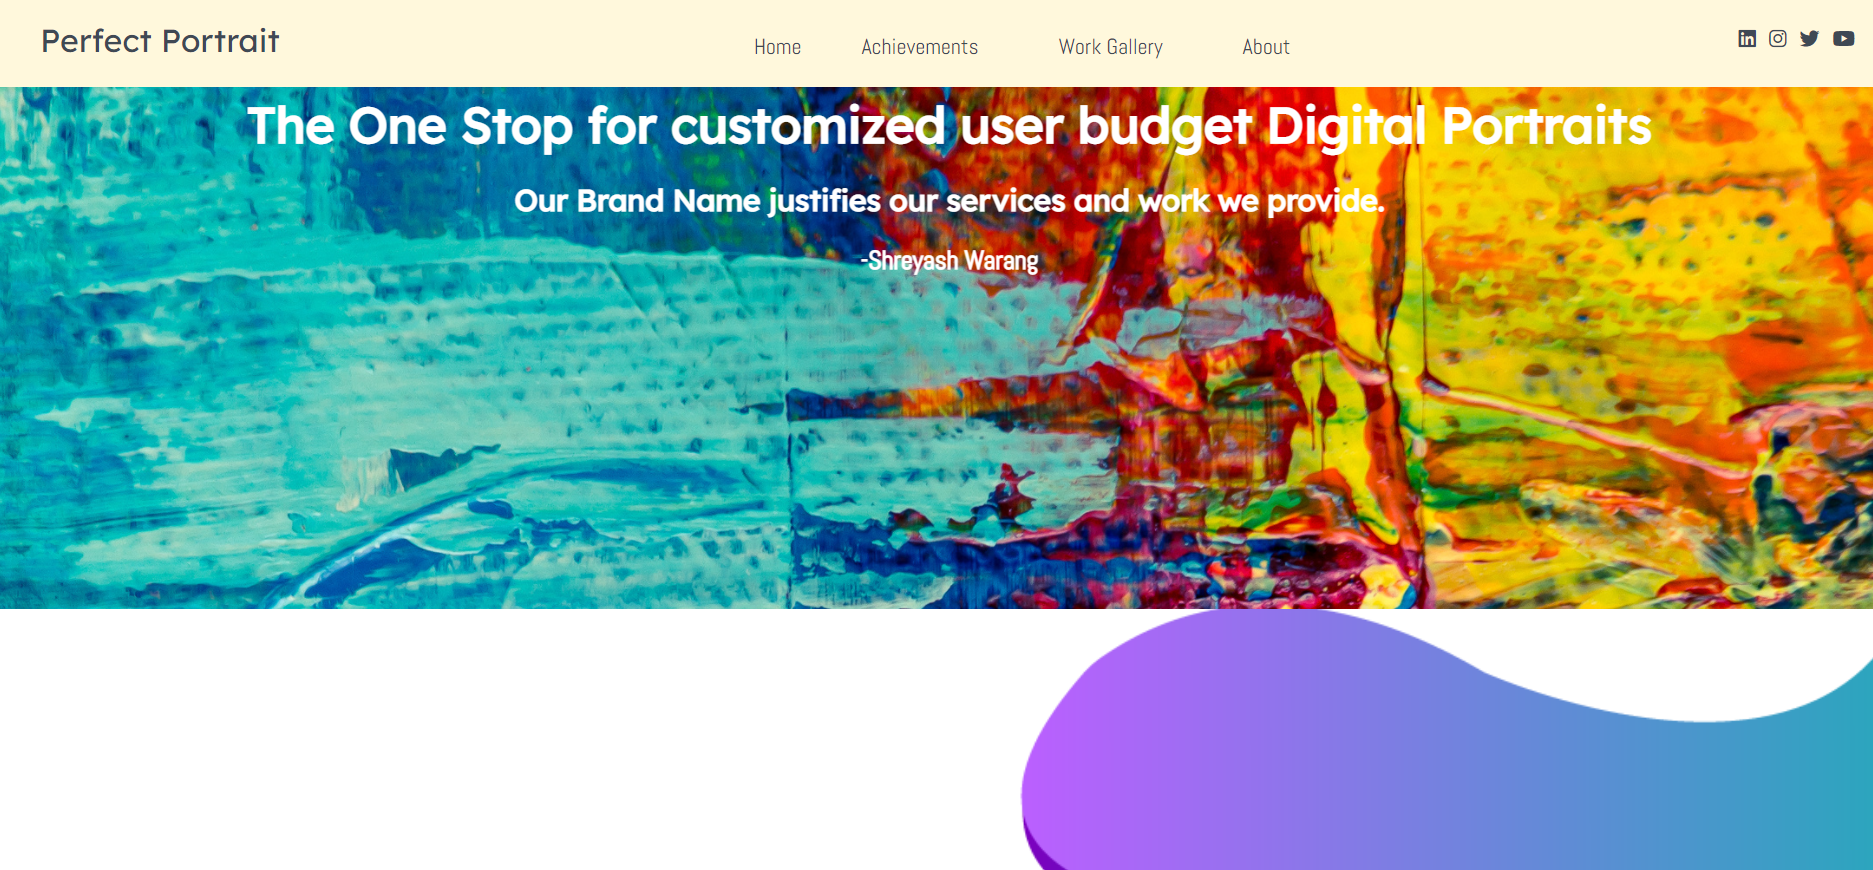 Perfect Portrait
Home Achievements Work Gallery About
The One Stop for customized user budget Digital Portraits
Our Brand Name justifies our services and work we provide.
-Shreyash Warang